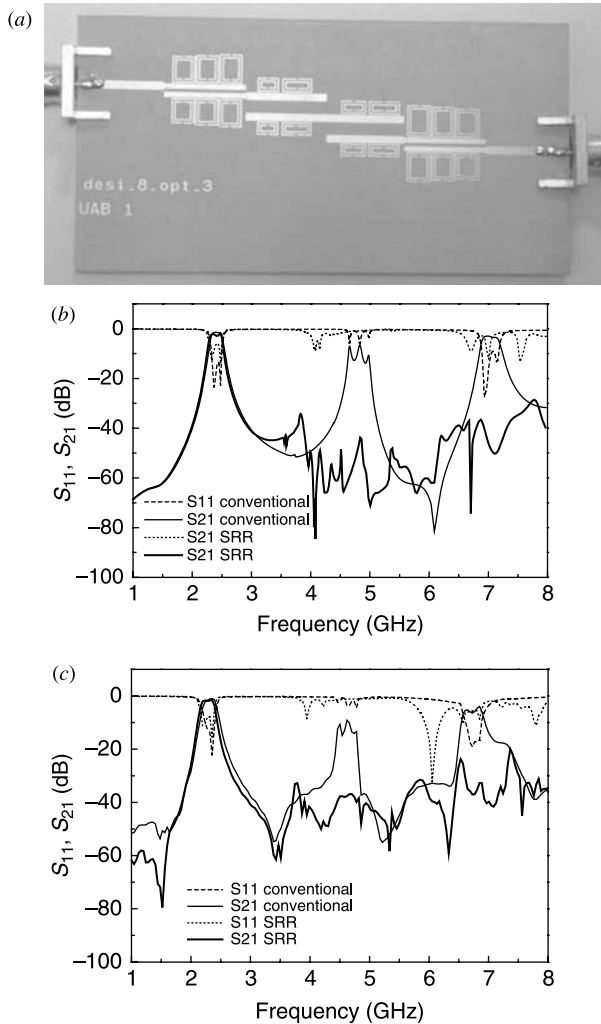 (a)
desi_8_opt_3
UAB 1
(b)
0
−20
−40
−60
−80
−100
S11, S21 (dB)
S11 conventional
S21 conventional
S21 SRR
S21 SRR
1 2 3 4 5 6 7 8
Frequency (GHz)
(c)
0
−20
−40
−60
−80
−100
S11, S21 (dB)
S11 conventional
S21 conventional
S11 SRR
S21 SRR
1 2 3 4 5 6 7 8
Frequency (GHz)